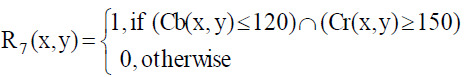 R₇(x,y)={1,if (Cb(x,y)≤120)∩(Cr(x,y)≥150)
0,otherwise